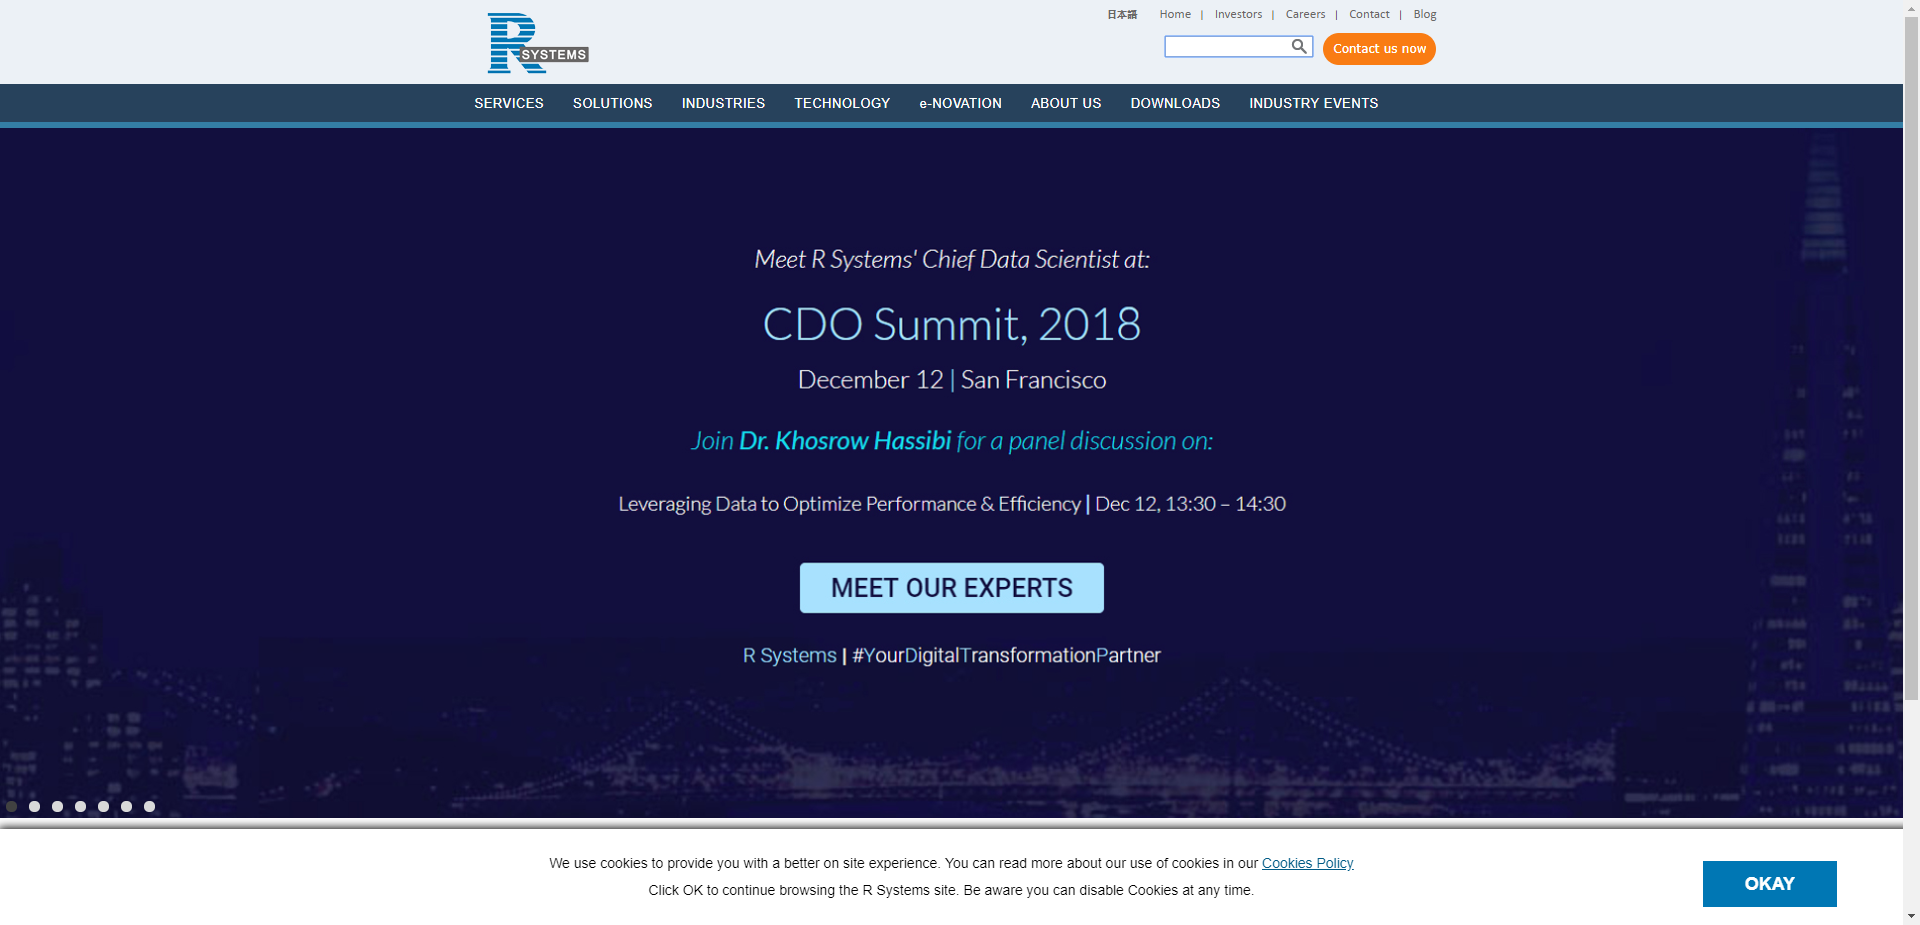 日本語 Home | Investors | Careers | Contact | Blog
R SYSTEMS
Contact us now
SERVICES SOLUTIONS INDUSTRIES TECHNOLOGY e-NOVATION ABOUT US DOWNLOADS INDUSTRY EVENTS
Meet R Systems' Chief Data Scientist at:
CDO Summit, 2018
December 12 | San Francisco
Join Dr. Khosrow Hassibi for a panel discussion on:
Leveraging Data to Optimize Performance & Efficiency | Dec 12, 13:30 – 14:30
MEET OUR EXPERTS
R Systems | #YourDigitalTransformationPartner
We use cookies to provide you with a better on site experience. You can read more about our use of cookies in our Cookies Policy
Click OK to continue browsing the R Systems site. Be aware you can disable Cookies at any time.
OKAY